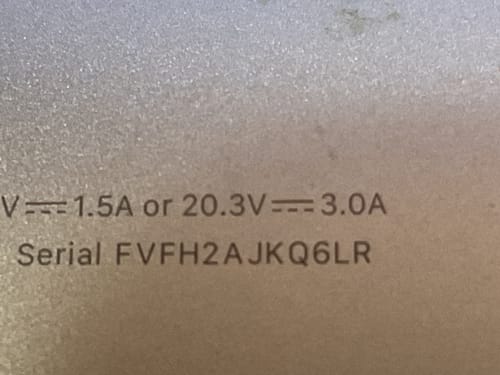 V⎓1.5A or 20.3V⎓3.0A
Serial FVFH2AJKQ6LR